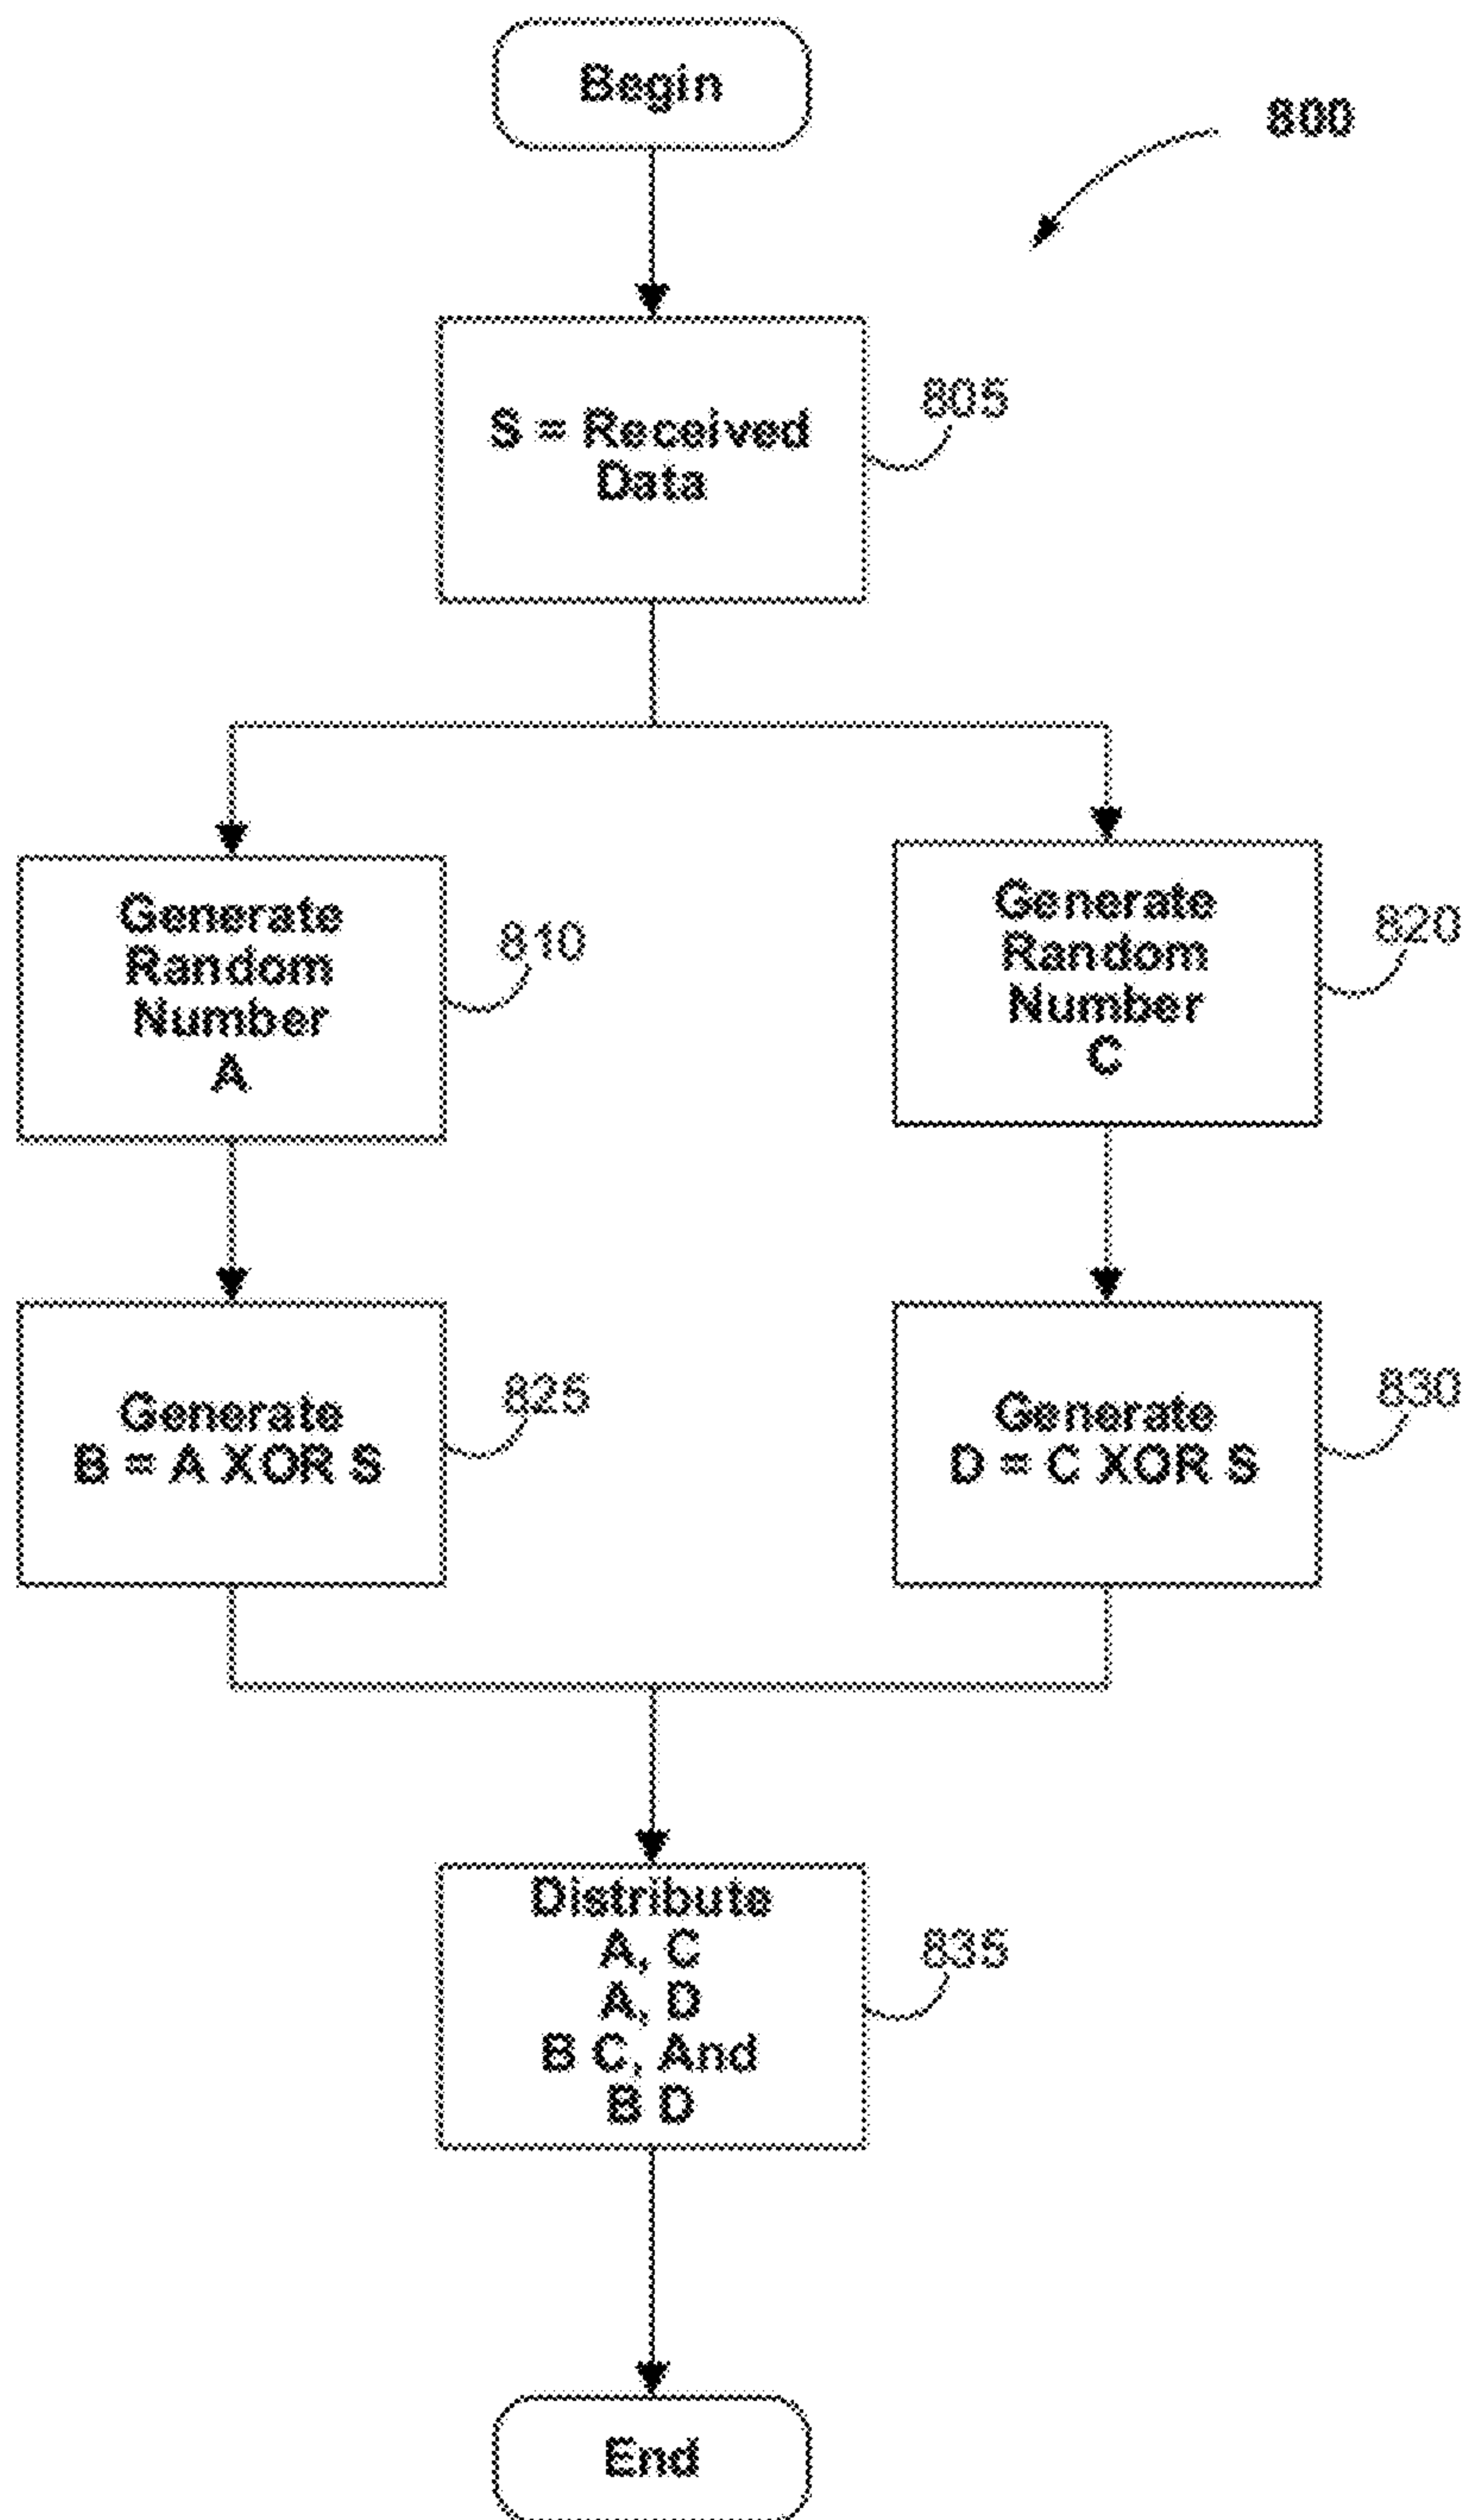 Begin
800
S = Received
Data
805
Generate
Random
Number
A
810
Generate
Random
Number
C
820
Generate
B = A XOR S
825
Generate
D = C XOR S
830
Distribute
A, C
A, D
B C, And
B D
835
End